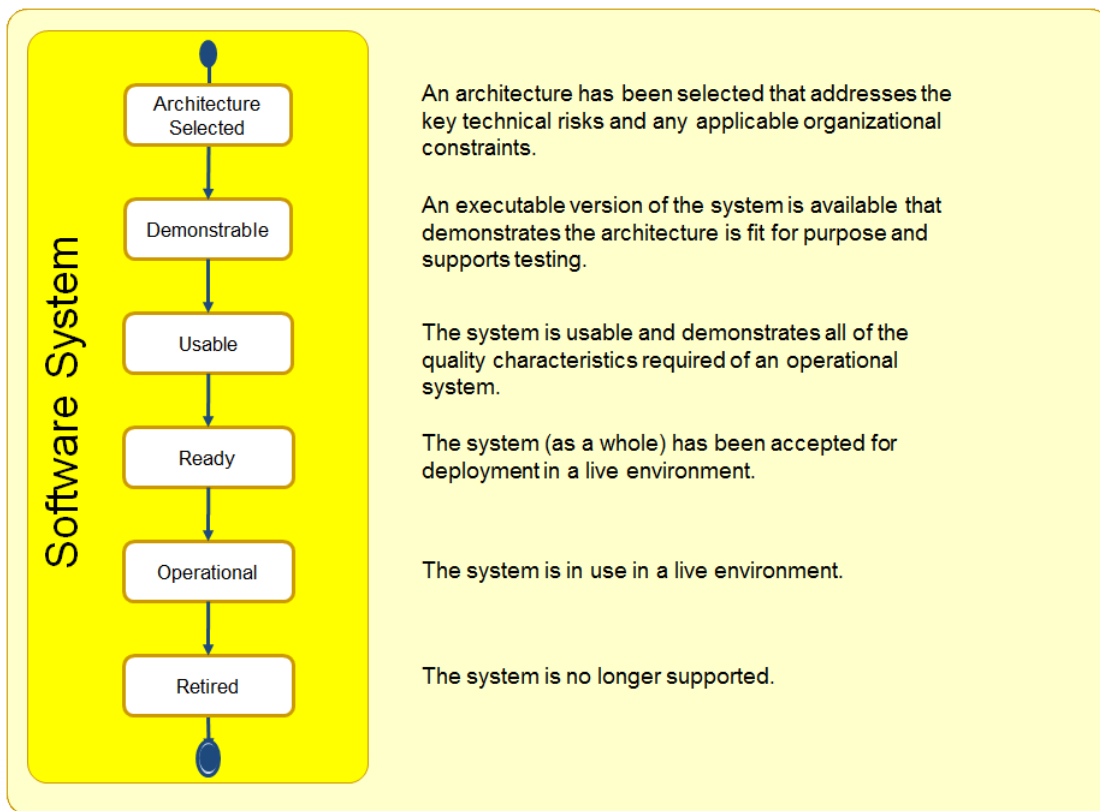 Software System
Architecture
Selected
An architecture has been selected that addresses the
key technical risks and any applicable organizational
constraints.
Demonstrable
An executable version of the system is available that
demonstrates the architecture is fit for purpose and
supports testing.
Usable
The system is usable and demonstrates all of the
quality characteristics required of an operational
system.
Ready
The system (as a whole) has been accepted for
deployment in a live environment.
Operational
The system is in use in a live environment.
Retired
The system is no longer supported.